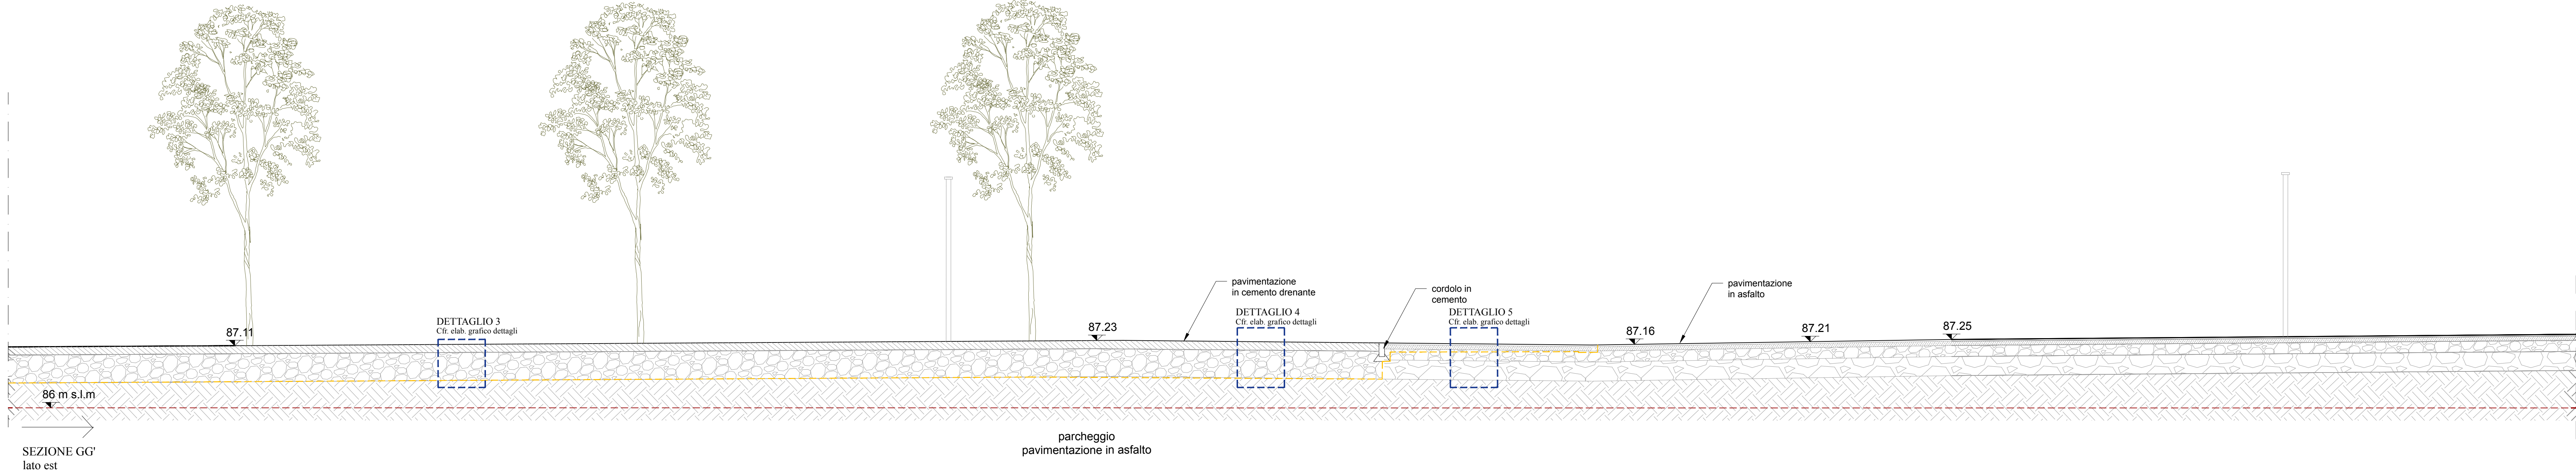 pavimentazione
in cemento drenante
cordolo in
cemento
pavimentazione
in asfalto
DETTAGLIO 3
Cfr. elab. grafico dettagli
DETTAGLIO 4
Cfr. elab. grafico dettagli
DETTAGLIO 5
Cfr. elab. grafico dettagli
87.11
87.23
87.16
87.21
87.25
86 m s.l.m
parcheggio
pavimentazione in asfalto
SEZIONE GG'
lato est